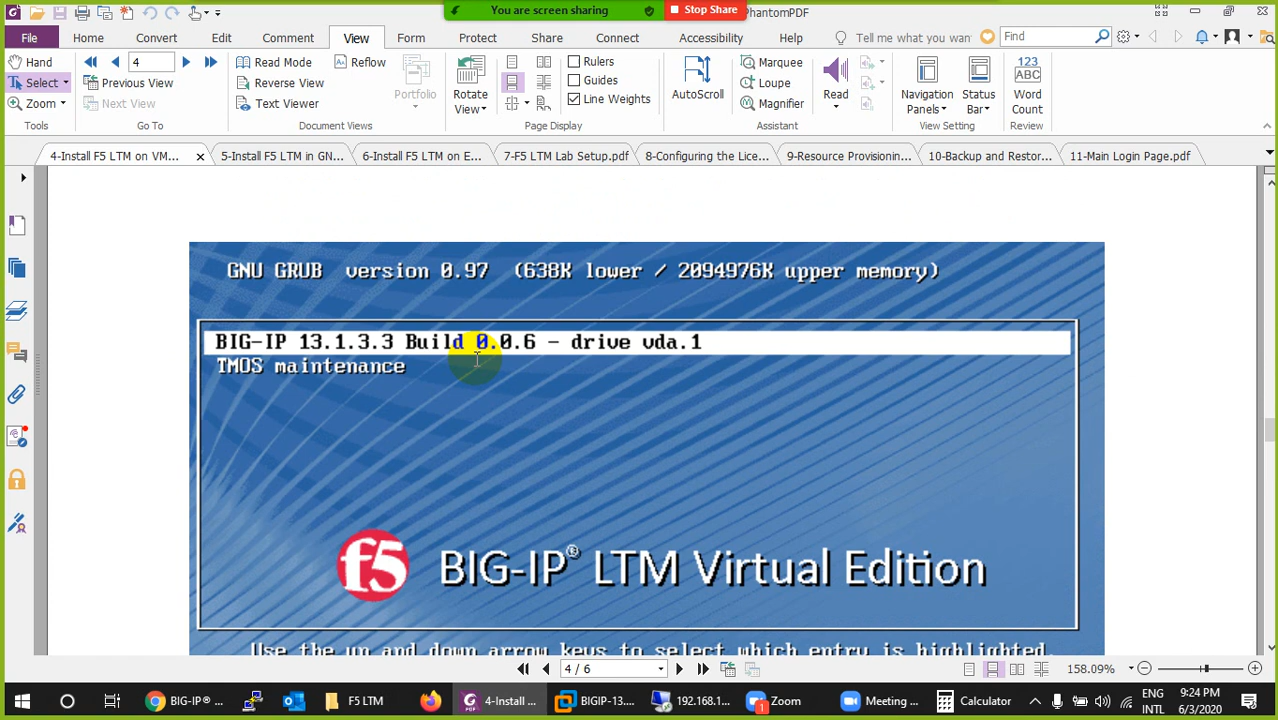 You are screen sharing
Stop Share
PhantomPDF
File Home Convert Edit Comment View Form Protect Share Connect Accessibility Help Tell me what you want Find
Hand
Select
Zoom
Tools
4
Previous View
Next View
Go To
Read Mode
Reverse View
Text Viewer
Reflow
Portfolio
Document Views
Rotate View
Page Display
Rulers
Guides
Line Weights
AutoScroll
Marquee
Loupe
Magnifier
Assistant
Read
Navigation Panels
Status Bar
View Setting
123
ABC
Word Count
Review
4-Install F5 LTM on VM... 5-Install F5 LTM in GN... 6-Install F5 LTM on E... 7-F5 LTM Lab Setup.pdf 8-Configuring the Lice... 9-Resource Provisionin... 10-Backup and Restor... 11-Main Login Page.pdf
GNU GRUB version 0.97 (638K lower / 2094976K upper memory)
BIG-IP 13.1.3.3 Build 0.0.6 - drive vda.1
TMOS maintenance
f5 BIG-IP® LTM Virtual Edition
Use the up and down arrow keys to select which entry is highlighted.
4 / 6
158.09%
BIG-IP® ... F5 LTM 4-Install ... BIGIP-13.... 192.168.1... Zoom 1 Meeting ... Calculator
ENG
INTL
9:24 PM
6/3/2020